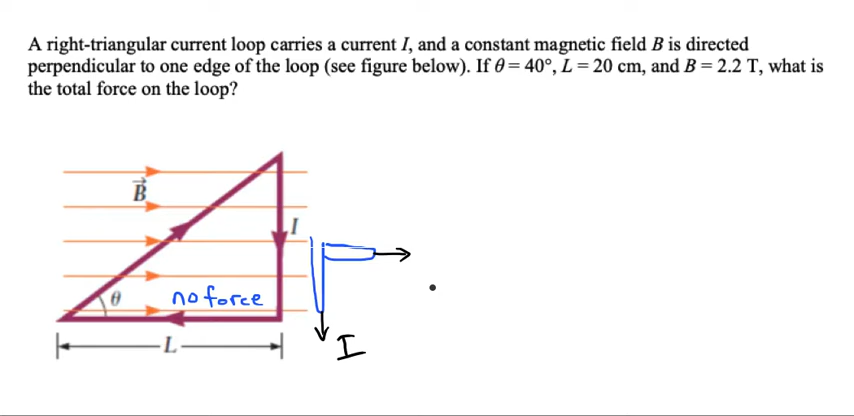 A right-triangular current loop carries a current I, and a constant magnetic field B is directed
perpendicular to one edge of the loop (see figure below). If θ = 40°, L = 20 cm, and B = 2.2 T, what is
the total force on the loop?
B
I
θ
no force
L
I